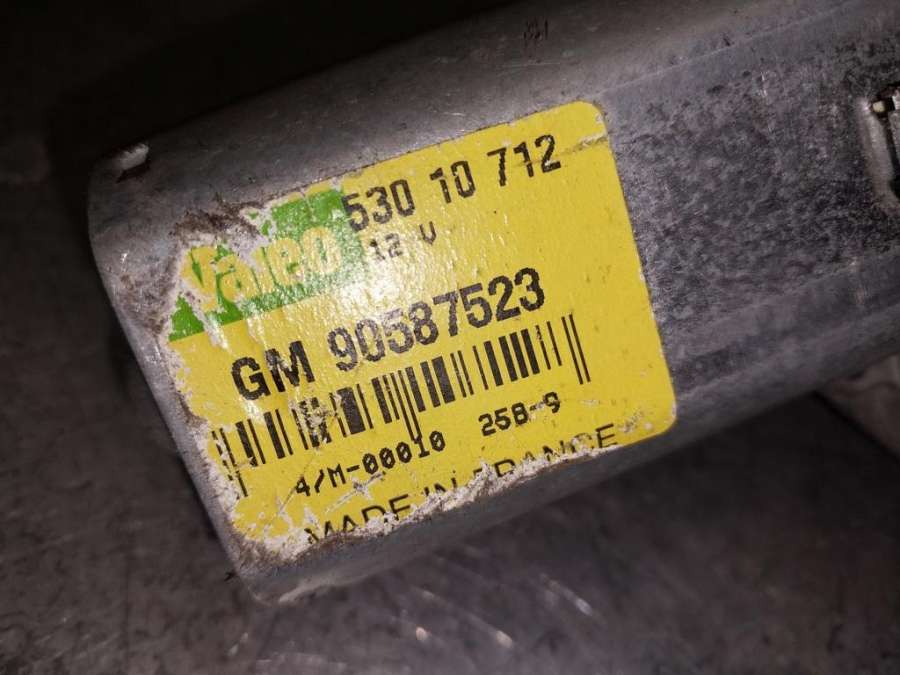 Valeo
530 10 712
12 V
GM 90587523
4/M-00010 258-9
MADE IN FRANCE